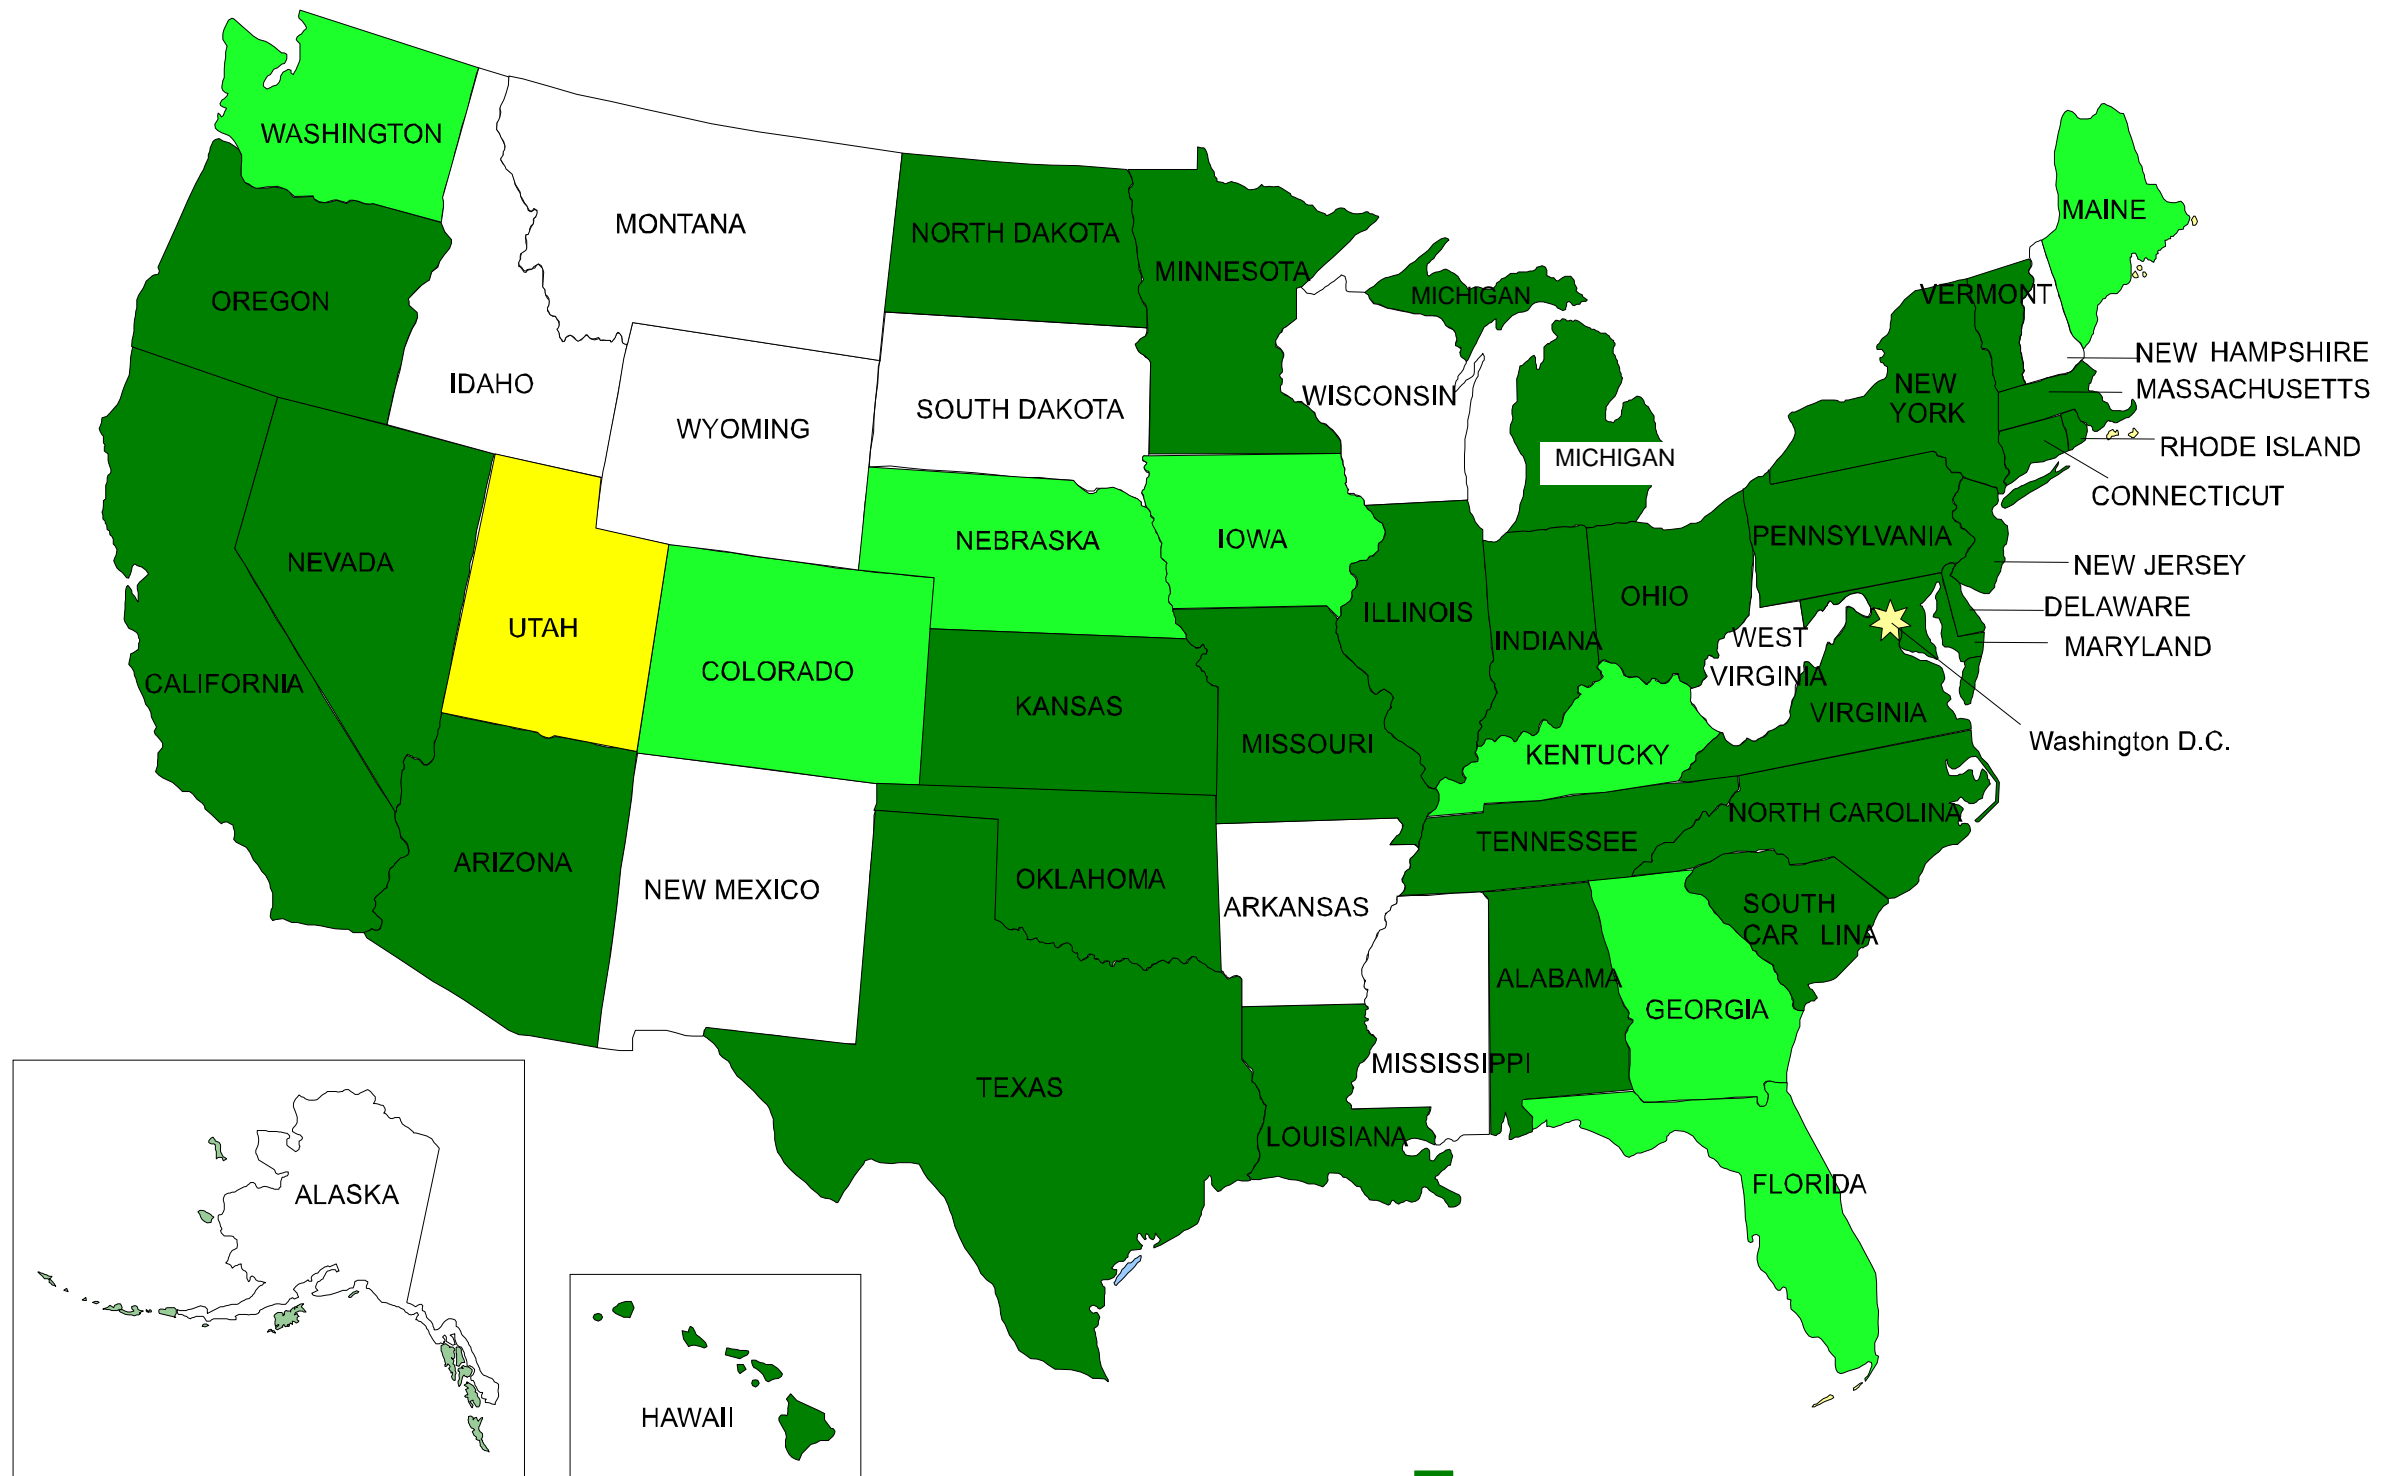 WASHINGTON
MAINE
MONTANA
NORTH DAKOTA
MINNESOTA
OREGON
MICHIGAN
VERMONT
NEW HAMPSHIRE
IDAHO
WISCONSIN
NEW
YORK
MASSACHUSETTS
SOUTH DAKOTA
WYOMING
RHODE ISLAND
MICHIGAN
CONNECTICUT
NEBRASKA
IOWA
PENNSYLVANIA
NEVADA
NEW JERSEY
OHIO
DELAWARE
ILLINOIS
UTAH
INDIANA
WEST
VIRGINIA
MARYLAND
COLORADO
CALIFORNIA
KANSAS
VIRGINIA
MISSOURI
KENTUCKY
Washington D.C.
NORTH CAROLINA
TENNESSEE
ARIZONA
OKLAHOMA
NEW MEXICO
ARKANSAS
SOUTH
CAR LINA
ALABAMA
GEORGIA
MISSISSIPPI
TEXAS
LOUISIANA
FLORIDA
ALASKA
HAWAII